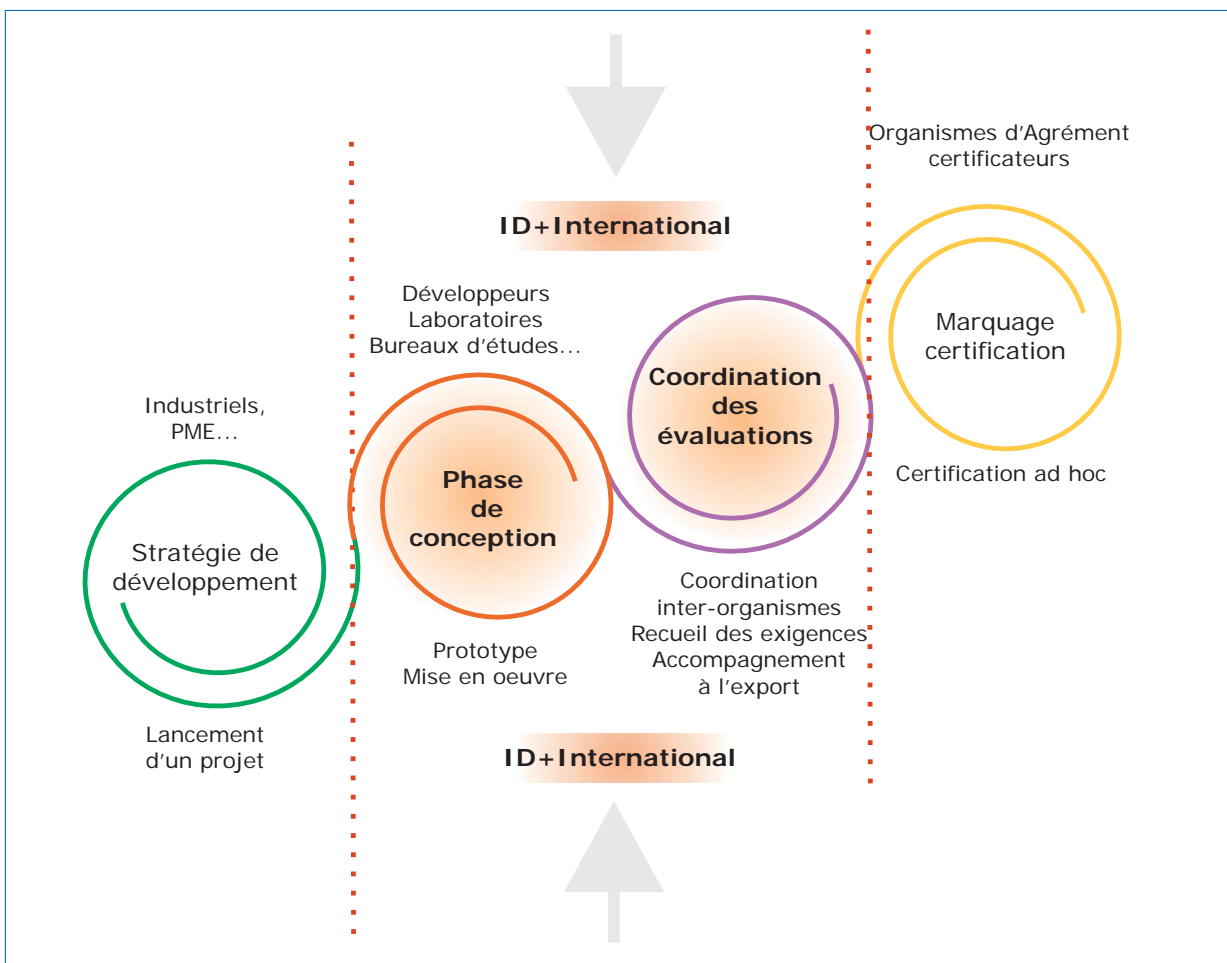 Industriels,
PME...
Stratégie de
développement
Lancement
d'un projet
ID+International
Développeurs
Laboratoires
Bureaux d'études...
Phase
de
conception
Prototype
Mise en oeuvre
Coordination
des
évaluations
Coordination
inter-organismes
Recueil des exigences
Accompagnement
à l'export
ID+International
Organismes d'Agrément
certificateurs
Marquage
certification
Certification ad hoc